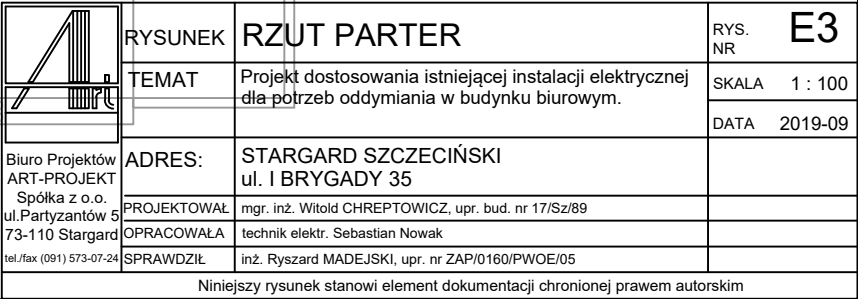 Art
RYSUNEK RZUT PARTER RYS. NR E3
TEMAT Projekt dostosowania istniejącej instalacji elektrycznej
dla potrzeb oddymiania w budynku biurowym.
SKALA 1 : 100
DATA 2019-09
Biuro Projektów
ART-PROJEKT
Spółka z o.o.
ul.Partyzantów 5
73-110 Stargard
tel./fax (091) 573-07-24
ADRES: STARGARD SZCZECIŃSKI
ul. I BRYGADY 35
PROJEKTOWAŁ mgr. inż. Witold CHREPTOWICZ, upr. bud. nr 17/Sz/89
OPRACOWAŁA technik elektr. Sebastian Nowak
SPRAWDZIŁ inż. Ryszard MADEJSKI, upr. nr ZAP/0160/PWOE/05
Niniejszy rysunek stanowi element dokumentacji chronionej prawem autorskim